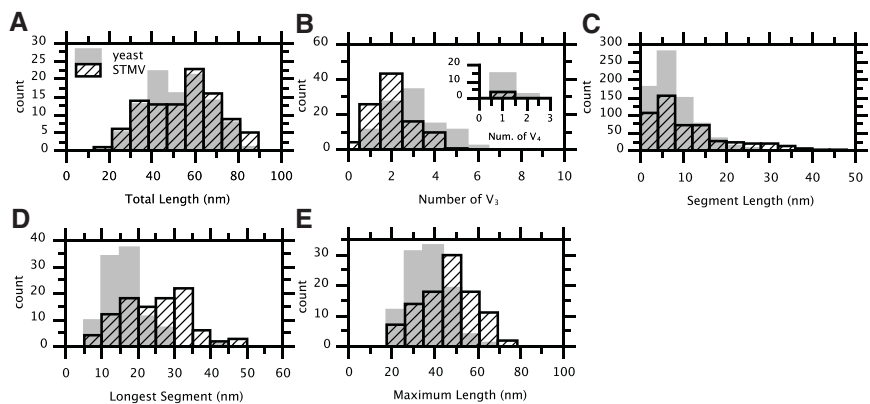 A
30
25
20
15
10
5
0
count
yeast
STMV
0 20 40 60 80 100
Total Length (nm)
B
60
40
20
0
count
20
10
0
0 1 2 3
Num. of V4
0 2 4 6 8 10
Number of V3
C
300
250
200
150
100
50
0
count
0 10 20 30 40 50
Segment Length (nm)
D
40
30
20
10
0
count
0 10 20 30 40 50 60
Longest Segment (nm)
E
30
20
10
0
count
0 20 40 60 80 100
Maximum Length (nm)